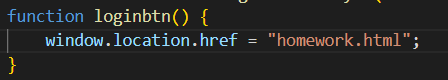 function loginbtn() {
    window.location.href = "homework.html";
}